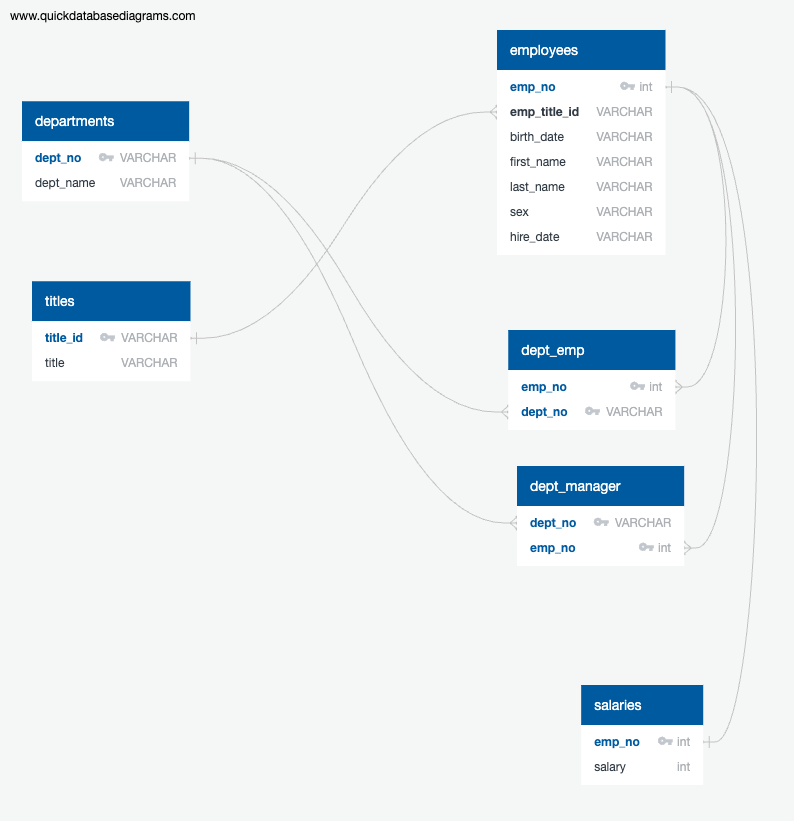 www.quickdatabasediagrams.com
employees
emp_no int
emp_title_id VARCHAR
birth_date VARCHAR
first_name VARCHAR
last_name VARCHAR
sex VARCHAR
hire_date VARCHAR
departments
dept_no VARCHAR
dept_name VARCHAR
titles
title_id VARCHAR
title VARCHAR
dept_emp
emp_no int
dept_no VARCHAR
dept_manager
dept_no VARCHAR
emp_no int
salaries
emp_no int
salary int